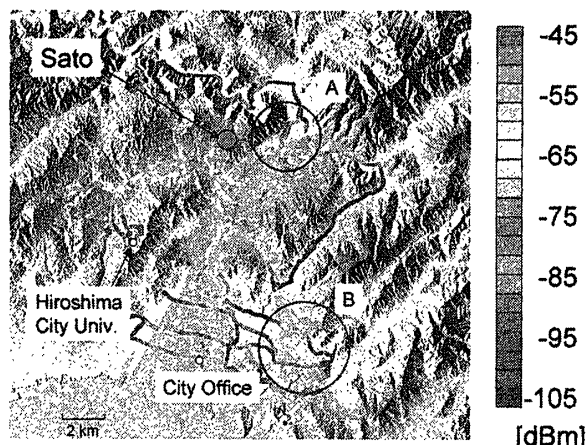 Sato
A
Hiroshima
City Univ.
B
City Office
2 km
-45
-55
-65
-75
-85
-95
-105
[dBm]